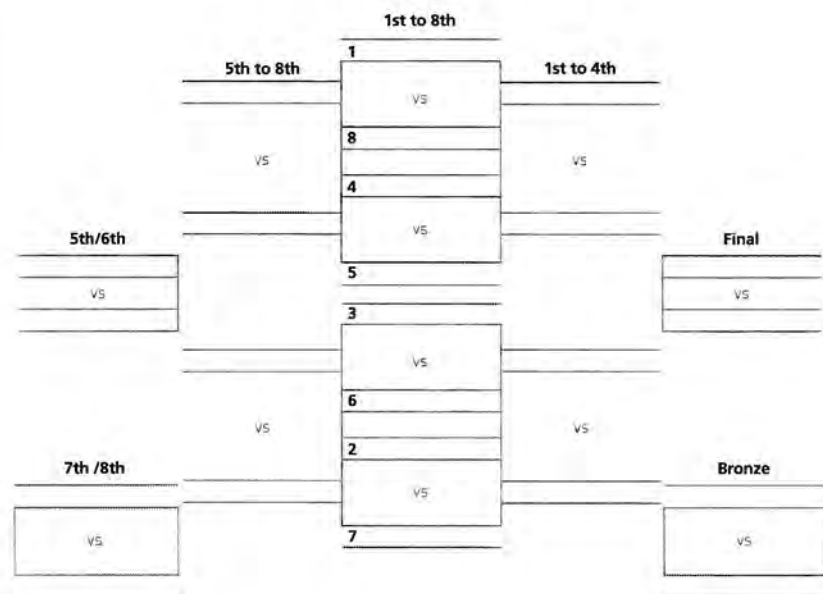 1st to 8th
5th to 8th
1
1st to 4th
VS
8
VS
VS
4
5th/6th
VS
Final
VS
5
VS
3
VS
6
VS
VS
7th /8th
2
Bronze
VS
VS
7
VS